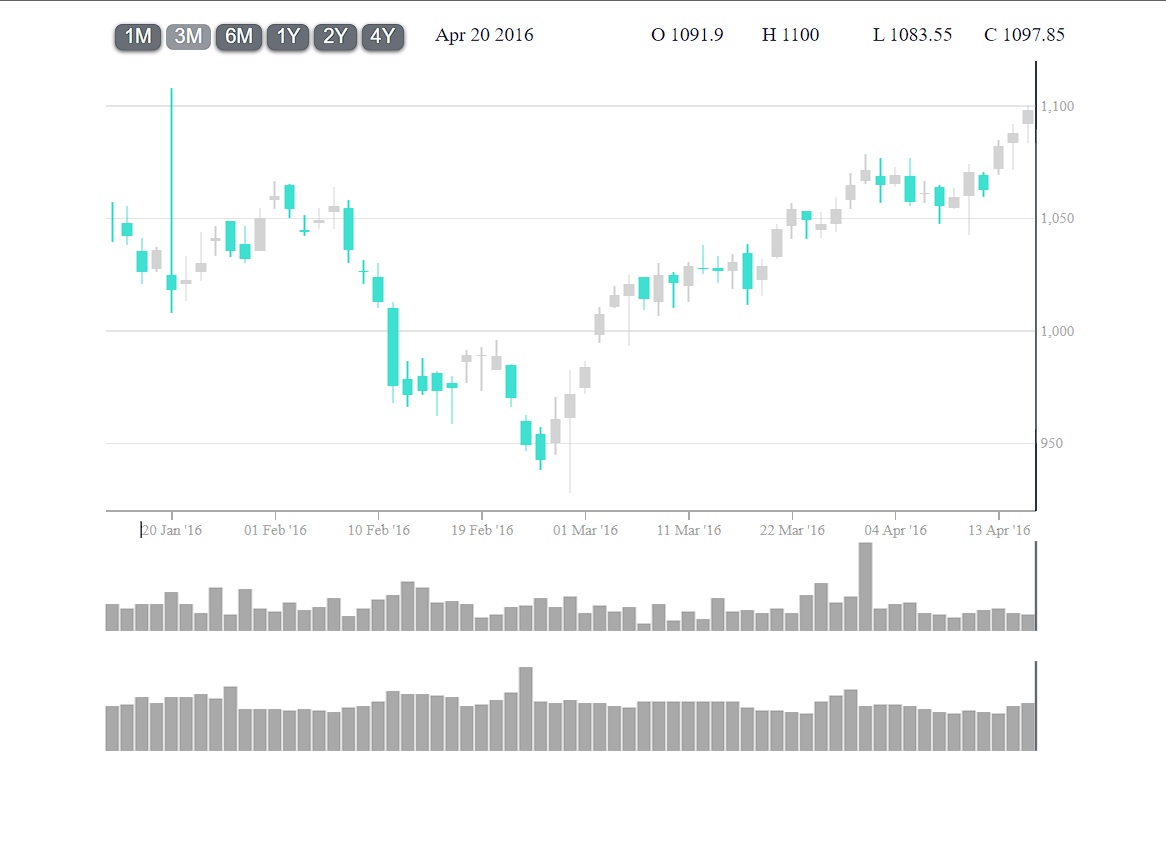 1M 3M 6M 1Y 2Y 4Y Apr 20 2016 O 1091.9 H 1100 L 1083.55 C 1097.85
1,100
1,050
1,000
950
20 Jan '16 01 Feb '16 10 Feb '16 19 Feb '16 01 Mar '16 11 Mar '16 22 Mar '16 04 Apr '16 13 Apr '16